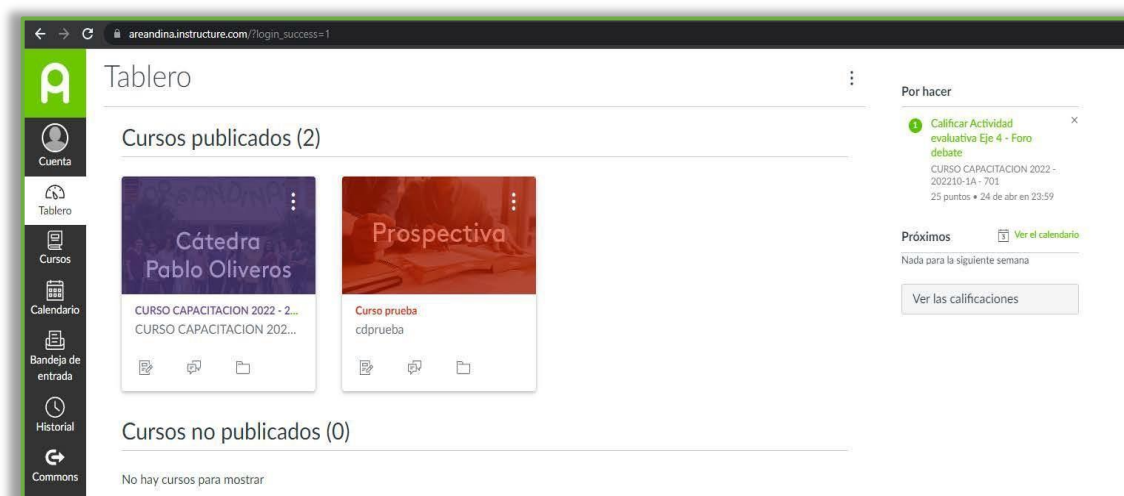 areandina.instructure.com/?login_success=1
Tablero
Cuenta
Tablero
Cursos
Calendario
Bandeja de
entrada
Historial
Commons
Cursos publicados (2)
Cátedra
Pablo Oliveros
CURSO CAPACITACION 2022 - 2...
CURSO CAPACITACION 202...
Prospectiva
Curso prueba
cdprueba
Cursos no publicados (0)
No hay cursos para mostrar
Por hacer
1
Calificar Actividad
evaluativa Eje 4 - Foro
debate
CURSO CAPACITACION 2022 -
202210-1A - 701
25 puntos • 24 de abr en 23:59
Próximos
Ver el calendario
Nada para la siguiente semana
Ver las calificaciones